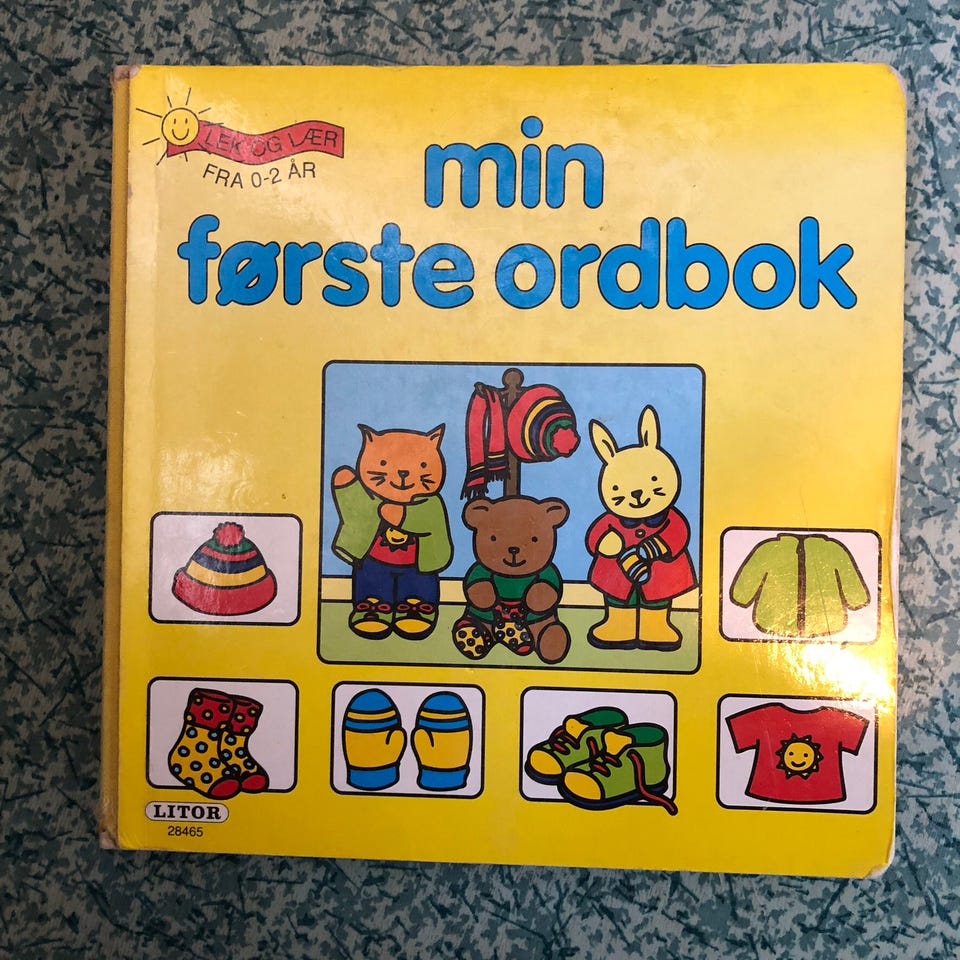 LEK OG LÆR
FRA 0-2 ÅR
min
første ordbok
LITOR
28465